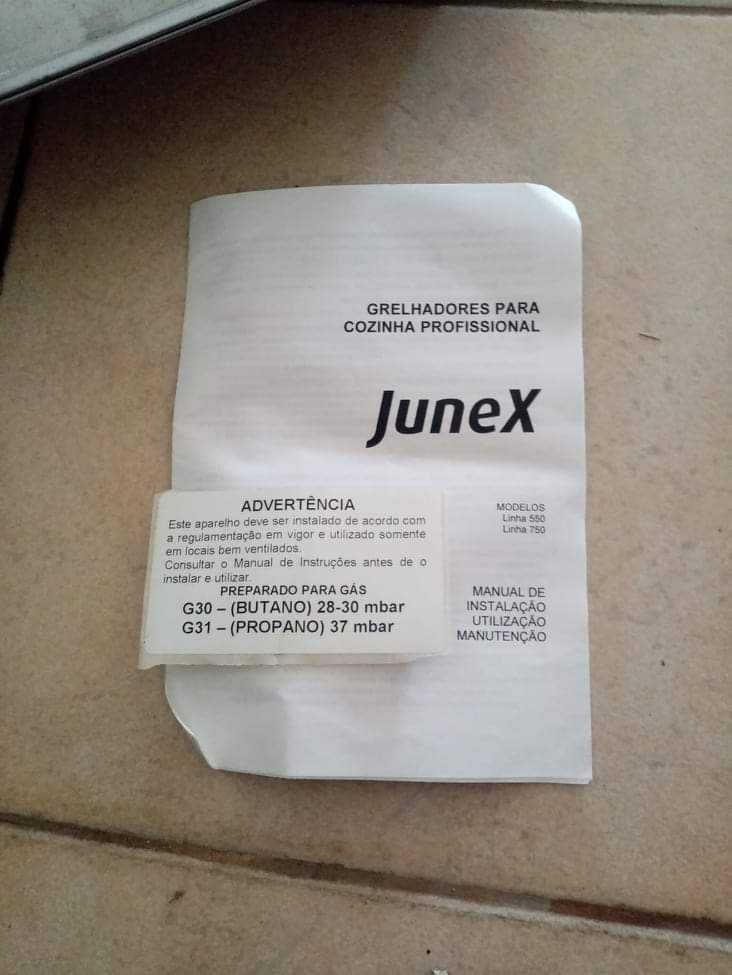 GRELHADORES PARA
COZINHA PROFISSIONAL
JuneX
ADVERTÊNCIA
Este aparelho deve ser instalado de acordo com
a regulamentação em vigor e utilizado somente
em locais bem ventilados.
Consultar o Manual de Instruções antes de o
instalar e utilizar.
PREPARADO PARA GÁS
G30 – (BUTANO) 28-30 mbar
G31 – (PROPANO) 37 mbar
MODELOS
Linha 550
Linha 750
MANUAL DE
INSTALAÇÃO
UTILIZAÇÃO
MANUTENÇÃO